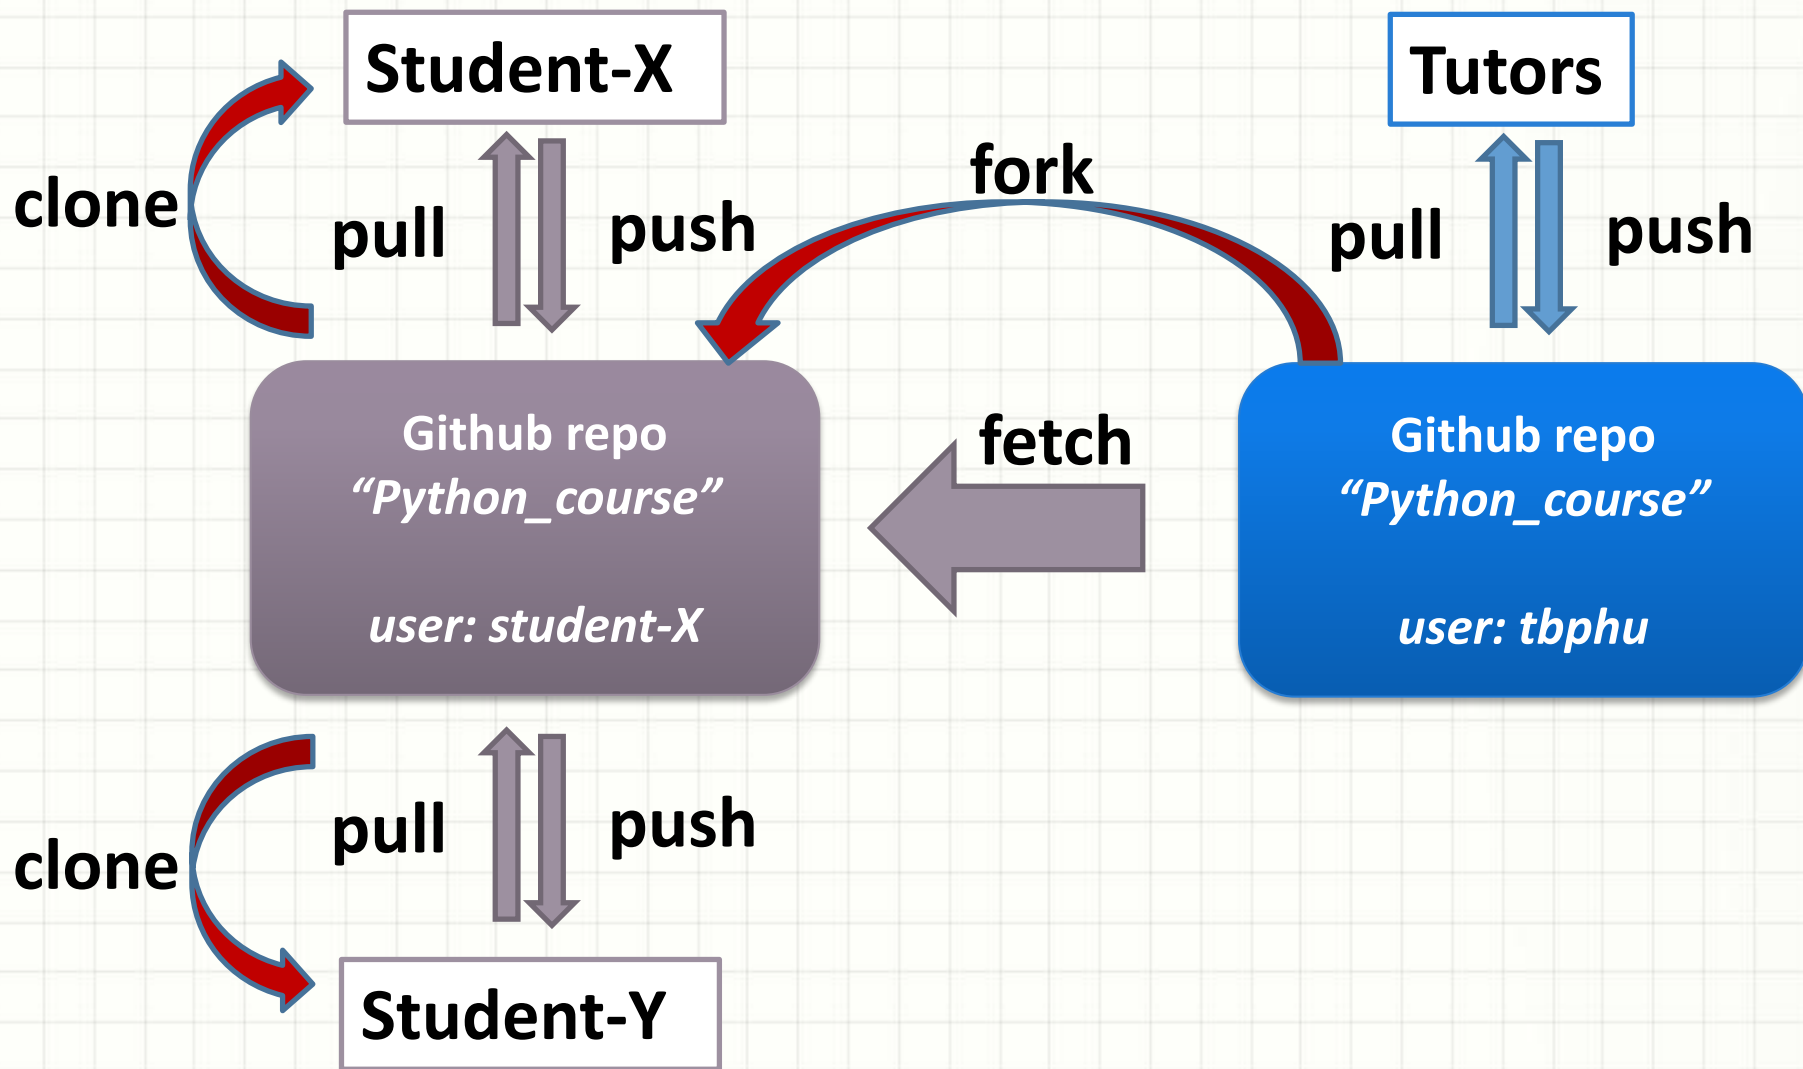 Student-X
Tutors
clone
pull
push
fork
pull
push
Github repo
“Python_course”
user: student-X
fetch
Github repo
“Python_course”
user: tbphu
clone
pull
push
Student-Y